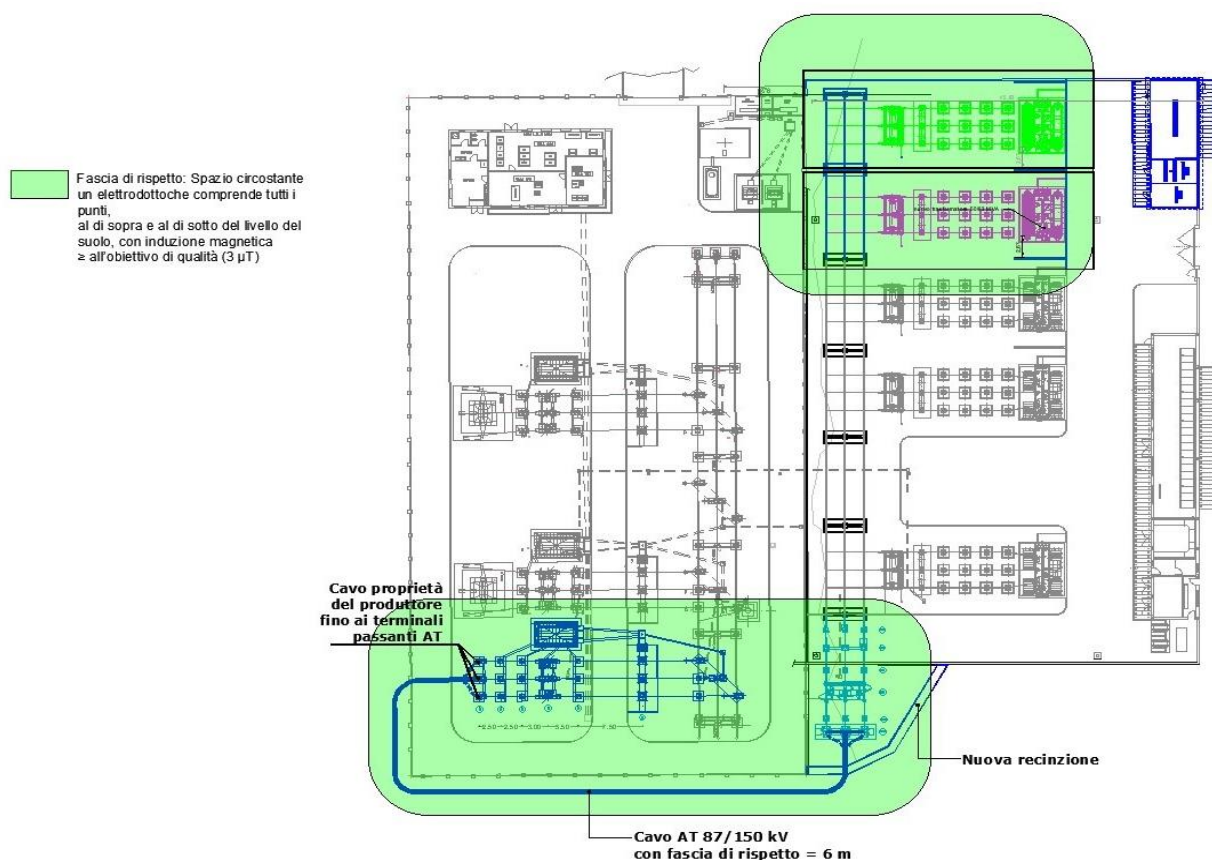 Fascia di rispetto: Spazio circostante
un elettrodottoche comprende tutti i
punti,
al di sopra e al di sotto del livello del
suolo, con induzione magnetica
≥ all'obiettivo di qualità (3 µT)
Cavo proprietà
del produttore
fino ai terminali
passanti AT
Nuova recinzione
Cavo AT 87/150 kV
con fascia di rispetto = 6 m